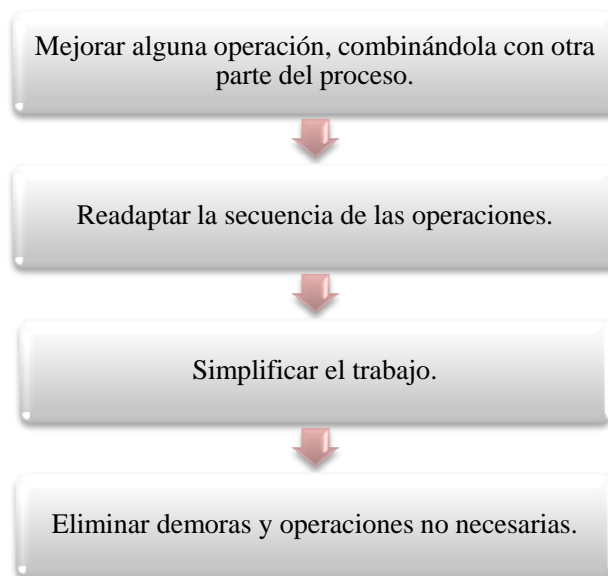 Mejorar alguna operación, combinándola con otra
parte del proceso.
Readaptar la secuencia de las operaciones.
Simplificar el trabajo.
Eliminar demoras y operaciones no necesarias.